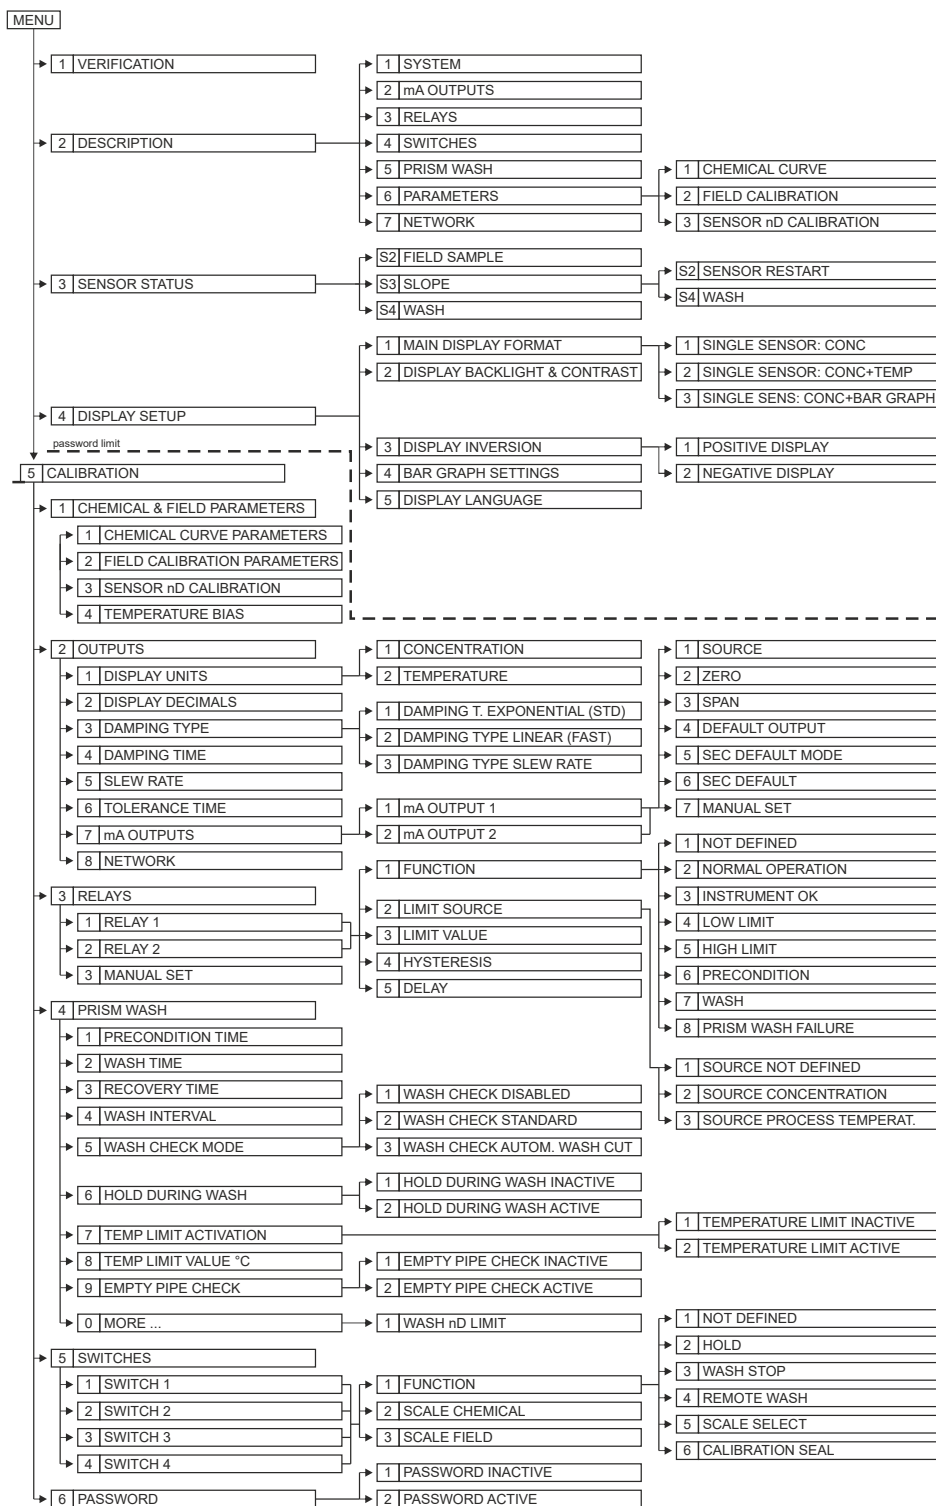 MENU
1 VERIFICATION
2 DESCRIPTION
1 SYSTEM
2 mA OUTPUTS
3 RELAYS
4 SWITCHES
5 PRISM WASH
6 PARAMETERS
7 NETWORK
1 CHEMICAL CURVE
2 FIELD CALIBRATION
3 SENSOR nD CALIBRATION
3 SENSOR STATUS
S2 FIELD SAMPLE
S3 SLOPE
S4 WASH
S2 SENSOR RESTART
S4 WASH
4 DISPLAY SETUP
1 MAIN DISPLAY FORMAT
2 DISPLAY BACKLIGHT & CONTRAST
3 DISPLAY INVERSION
4 BAR GRAPH SETTINGS
5 DISPLAY LANGUAGE
1 SINGLE SENSOR: CONC
2 SINGLE SENSOR: CONC+TEMP
3 SINGLE SENS: CONC+BAR GRAPH
1 POSITIVE DISPLAY
2 NEGATIVE DISPLAY
password limit
5 CALIBRATION
1 CHEMICAL & FIELD PARAMETERS
1 CHEMICAL CURVE PARAMETERS
2 FIELD CALIBRATION PARAMETERS
3 SENSOR nD CALIBRATION
4 TEMPERATURE BIAS
2 OUTPUTS
1 DISPLAY UNITS
2 DISPLAY DECIMALS
3 DAMPING TYPE
4 DAMPING TIME
5 SLEW RATE
6 TOLERANCE TIME
7 mA OUTPUTS
8 NETWORK
1 CONCENTRATION
2 TEMPERATURE
1 DAMPING T. EXPONENTIAL (STD)
2 DAMPING TYPE LINEAR (FAST)
3 DAMPING TYPE SLEW RATE
1 mA OUTPUT 1
2 mA OUTPUT 2
1 SOURCE
2 ZERO
3 SPAN
4 DEFAULT OUTPUT
5 SEC DEFAULT MODE
6 SEC DEFAULT
7 MANUAL SET
3 RELAYS
1 RELAY 1
2 RELAY 2
3 MANUAL SET
1 FUNCTION
2 LIMIT SOURCE
3 LIMIT VALUE
4 HYSTERESIS
5 DELAY
1 NOT DEFINED
2 NORMAL OPERATION
3 INSTRUMENT OK
4 LOW LIMIT
5 HIGH LIMIT
6 PRECONDITION
7 WASH
8 PRISM WASH FAILURE
1 SOURCE NOT DEFINED
2 SOURCE CONCENTRATION
3 SOURCE PROCESS TEMPERAT.
4 PRISM WASH
1 PRECONDITION TIME
2 WASH TIME
3 RECOVERY TIME
4 WASH INTERVAL
5 WASH CHECK MODE
6 HOLD DURING WASH
7 TEMP LIMIT ACTIVATION
8 TEMP LIMIT VALUE °C
9 EMPTY PIPE CHECK
0 MORE ...
1 WASH CHECK DISABLED
2 WASH CHECK STANDARD
3 WASH CHECK AUTOM. WASH CUT
1 HOLD DURING WASH INACTIVE
2 HOLD DURING WASH ACTIVE
1 TEMPERATURE LIMIT INACTIVE
2 TEMPERATURE LIMIT ACTIVE
1 EMPTY PIPE CHECK INACTIVE
2 EMPTY PIPE CHECK ACTIVE
1 WASH nD LIMIT
5 SWITCHES
1 SWITCH 1
2 SWITCH 2
3 SWITCH 3
4 SWITCH 4
1 FUNCTION
2 SCALE CHEMICAL
3 SCALE FIELD
1 NOT DEFINED
2 HOLD
3 WASH STOP
4 REMOTE WASH
5 SCALE SELECT
6 CALIBRATION SEAL
6 PASSWORD
1 PASSWORD INACTIVE
2 PASSWORD ACTIVE